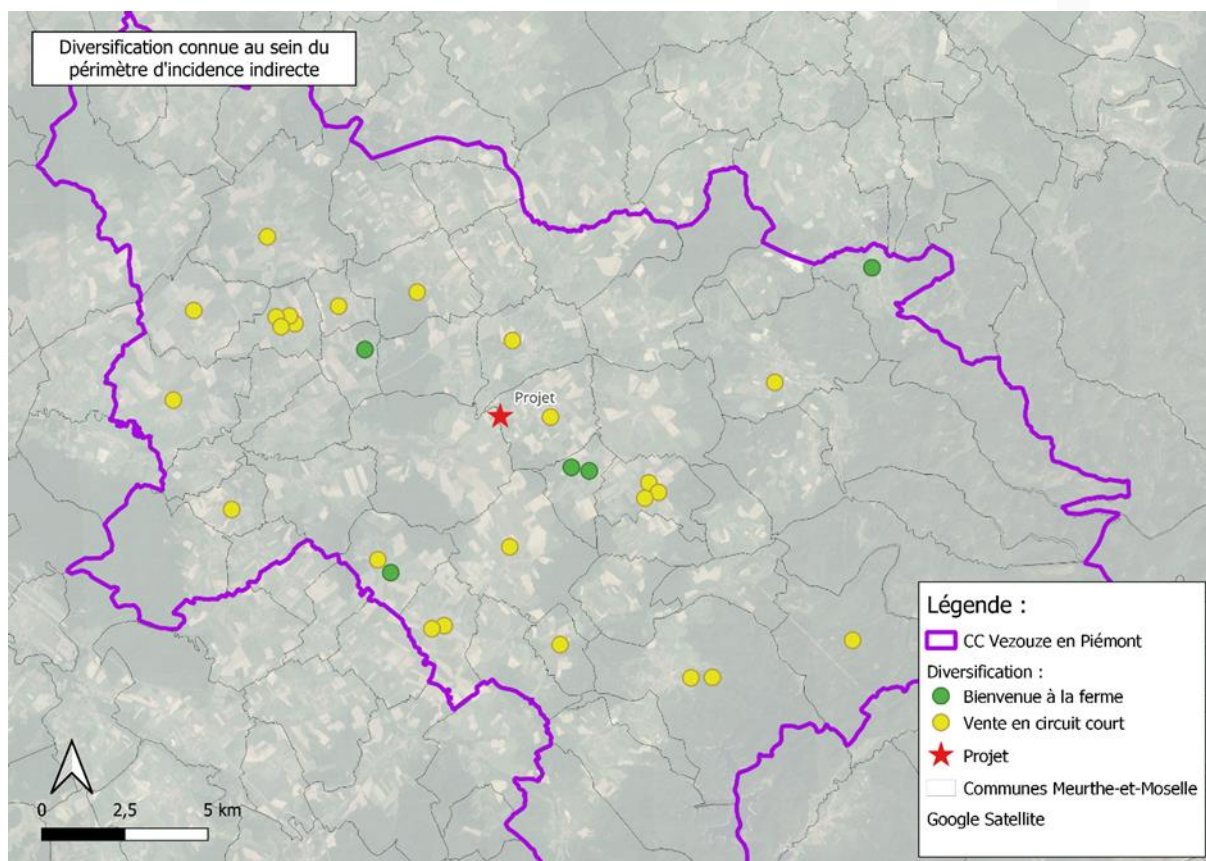 Diversification connue au sein du
périmètre d'incidence indirecte
Projet
Légende :
CC Vezouze en Piémont
Diversification :
Bienvenue à la ferme
Vente en circuit court
Projet
Communes Meurthe-et-Moselle
Google Satellite
0 2,5 5 km